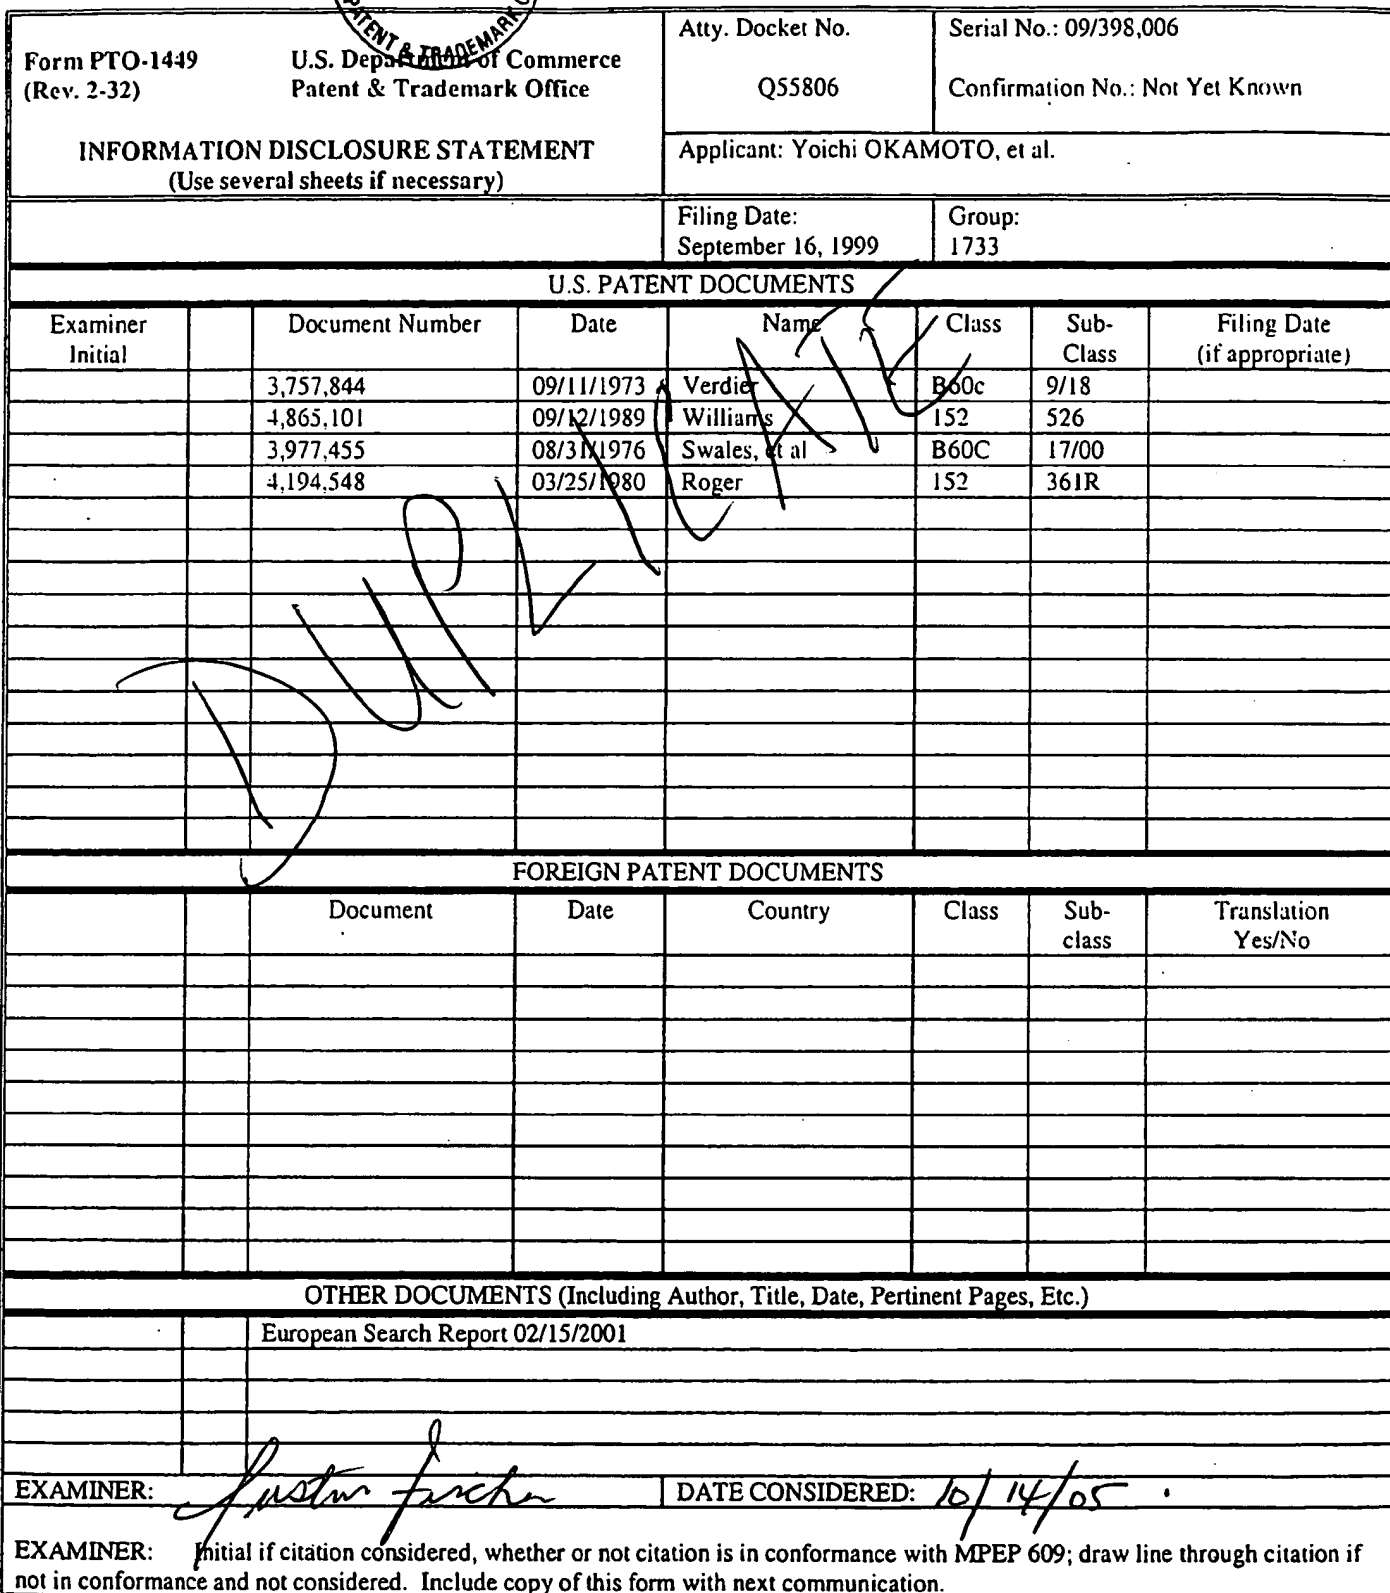 PATENT & TRADEMARK
Form PTO-1449
(Rev. 2-32)
U.S. Department of Commerce
Patent & Trademark Office
INFORMATION DISCLOSURE STATEMENT
(Use several sheets if necessary)
Atty. Docket No.
Q55806
Serial No.: 09/398,006
Confirmation No.: Not Yet Known
Applicant: Yoichi OKAMOTO, et al.
Filing Date:
September 16, 1999
Group:
1733
U.S. PATENT DOCUMENTS
Examiner Initial Document Number Date Name Class Sub-Class Filing Date (if appropriate)
3,757,844 09/11/1973 Verdier B60c 9/18
4,865,101 09/12/1989 Williams 152 526
3,977,455 08/31/1976 Swales, et al B60C 17/00
4,194,548 03/25/1980 Roger 152 361R
DUPLICATE
FOREIGN PATENT DOCUMENTS
Document Date Country Class Sub-class Translation Yes/No
OTHER DOCUMENTS (Including Author, Title, Date, Pertinent Pages, Etc.)
European Search Report 02/15/2001
EXAMINER: Justin Fischer DATE CONSIDERED: 10/14/05
EXAMINER: Initial if citation considered, whether or not citation is in conformance with MPEP 609; draw line through citation if
not in conformance and not considered. Include copy of this form with next communication.